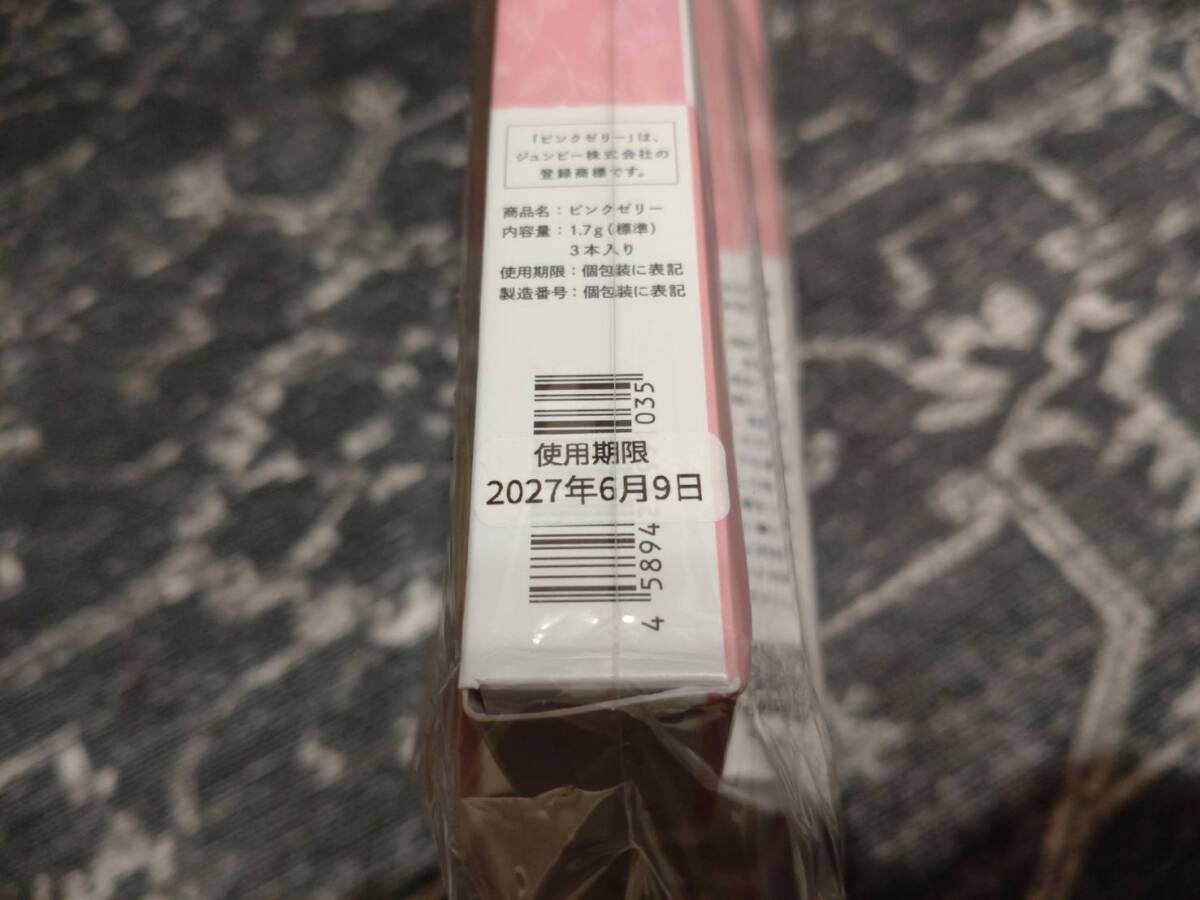 「ピンクゼリー」は、
ジュンビー株式会社の
登録商標です。
商品名：ピンクゼリー
内容量：1.7g（標準）
3本入り
使用期限：個包装に表記
製造番号：個包装に表記
使用期限
2027年6月9日
4 5894 035